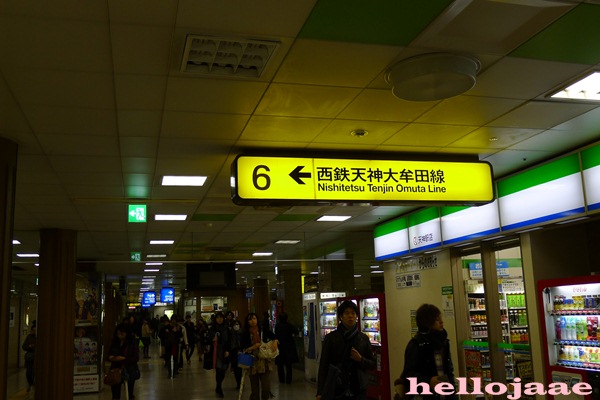 6 ← 西鉄天神大牟田線
Nishitetsu Tenjin Omuta Line
hellojaae